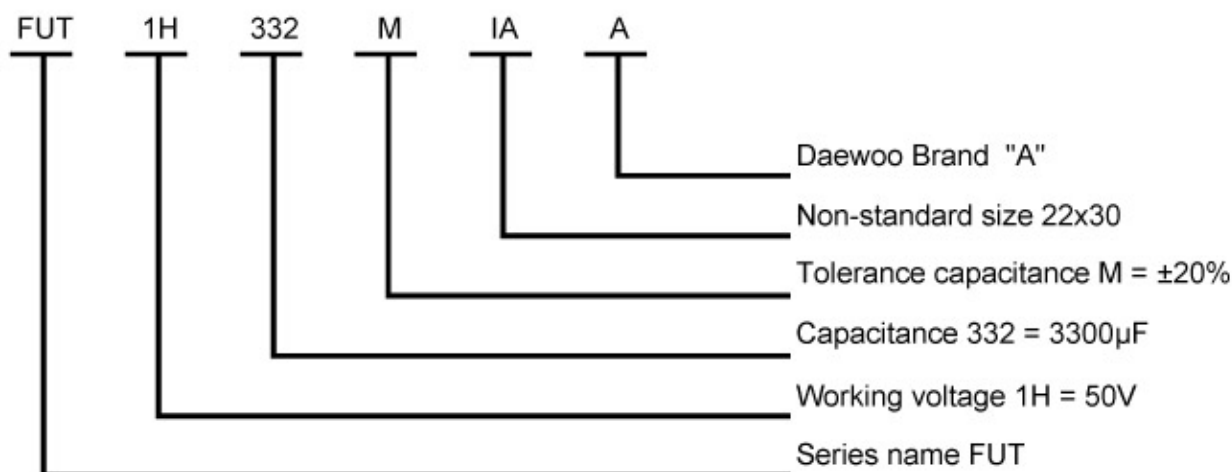 FUT 1H 332 M IA A
Daewoo Brand "A"
Non-standard size 22x30
Tolerance capacitance M = ±20%
Capacitance 332 = 3300µF
Working voltage 1H = 50V
Series name FUT